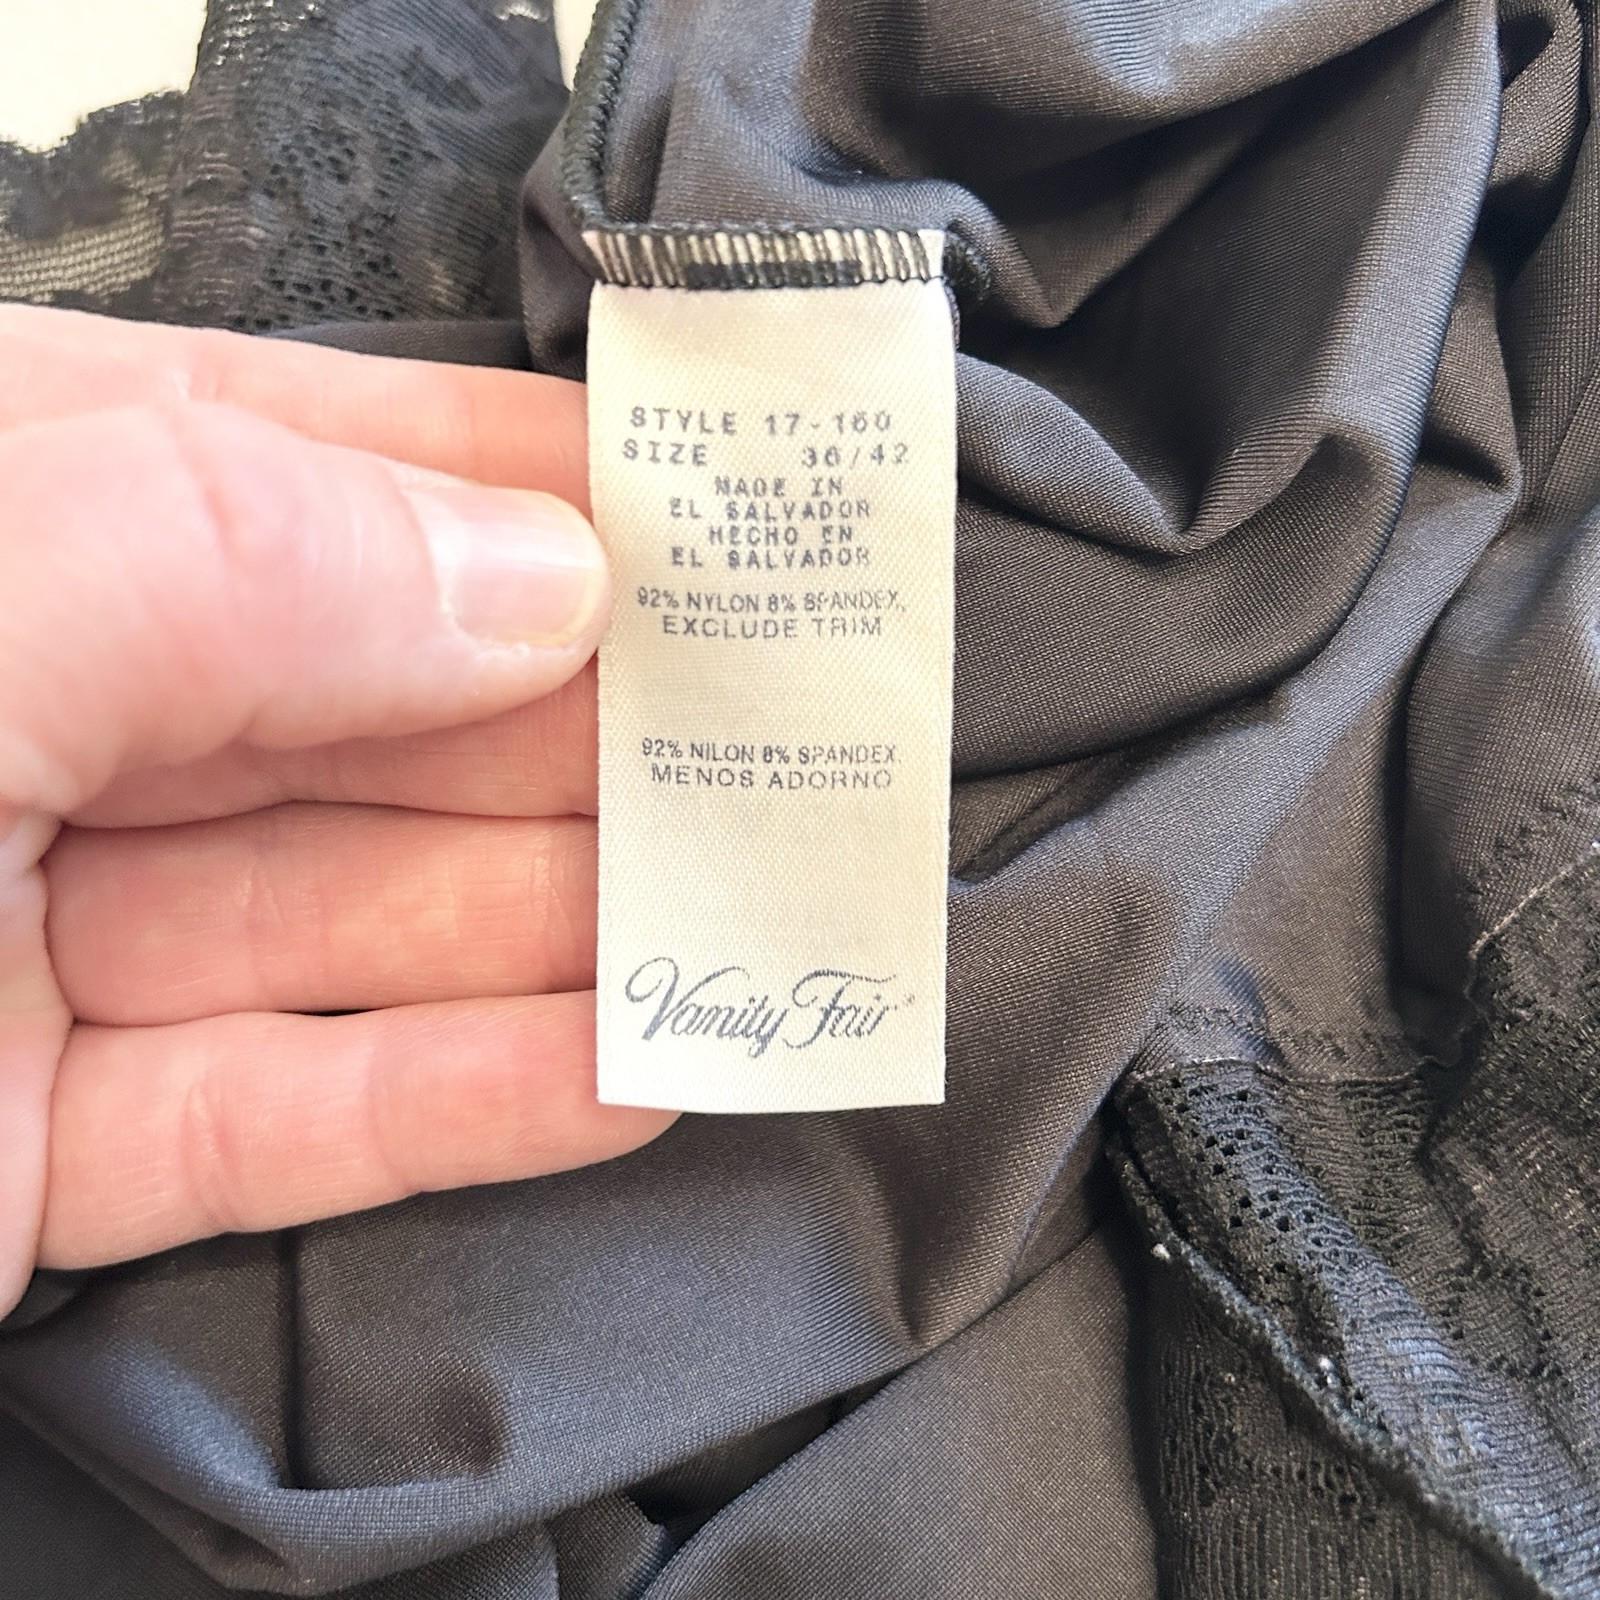 STYLE 17-160
SIZE 36/42
MADE IN
EL SALVADOR
HECHO EN
EL SALVADOR
92% NYLON 8% SPANDEX,
EXCLUDE TRIM
92% NILON 8% SPANDEX.
MENOS ADORNO
Vanity Fair